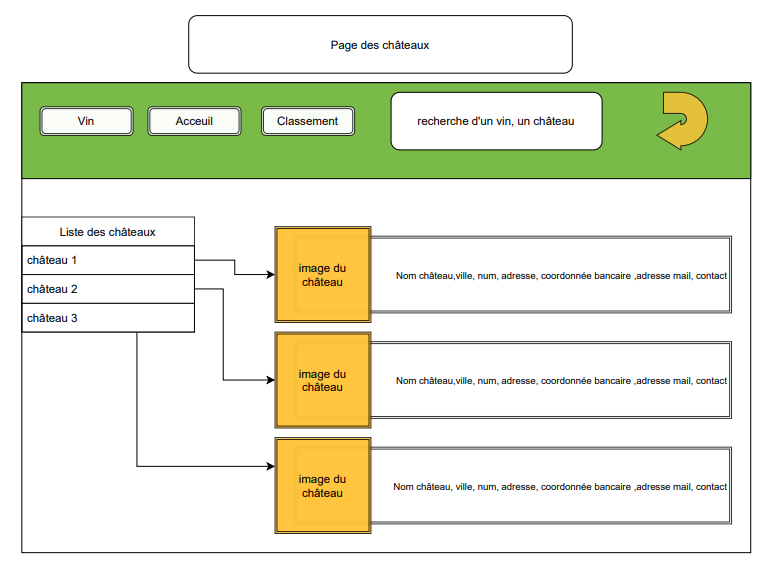 Page des châteaux
Vin
Acceuil
Classement
recherche d'un vin, un château
Liste des châteaux
château 1
château 2
château 3
image du
château
Nom château,ville, num, adresse, coordonnée bancaire ,adresse mail, contact
image du
château
Nom château,ville, num, adresse, coordonnée bancaire ,adresse mail, contact
image du
château
Nom château, ville, num, adresse, coordonnée bancaire ,adresse mail, contact